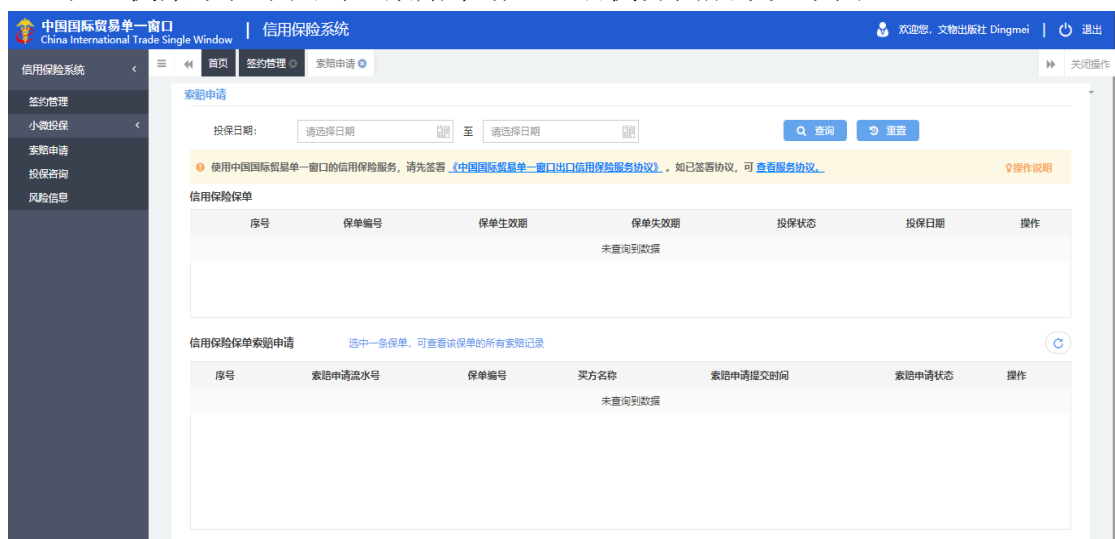 中国国际贸易单一窗口 | 信用保险系统 欢迎您，文物出版社 Dingmei | 退出
China International Trade Single Window
信用保险系统 首页 签约管理 索赔申请 关闭操作
签约管理
小微投保
索赔申请
投保咨询
风险信息
索赔申请
投保日期： 请选择日期 至 请选择日期 查询 重置
使用中国国际贸易单一窗口的信用保险服务，请先签署《中国国际贸易单一窗口出口信用保险服务协议》。如已签署协议，可 查看服务协议。 操作说明
信用保险保单
序号 保单编号 保单生效期 保单失效期 投保状态 投保日期 操作
未查询到数据
信用保险保单索赔申请 选中一条保单，可查看该保单的所有索赔记录
序号 索赔申请流水号 保单编号 买方名称 索赔申请提交时间 索赔申请状态 操作
未查询到数据